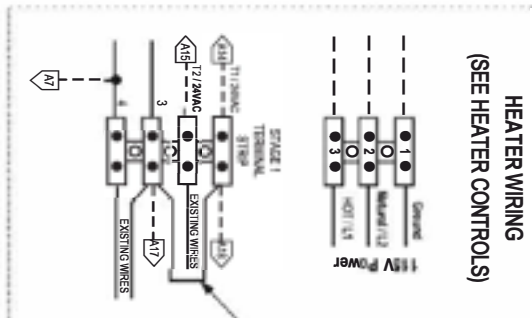 HEATER WIRING
(SEE HEATER CONTROLS)
115V Power
Ground
Natural / L2
HOT / L1
1
2
3
STAGE 1
TERMINAL
STRIP
T1 / 24VAC
T2 / 24VAC
A15
3
4
A7
EXISTING WIRES
EXISTING WIRES
A17